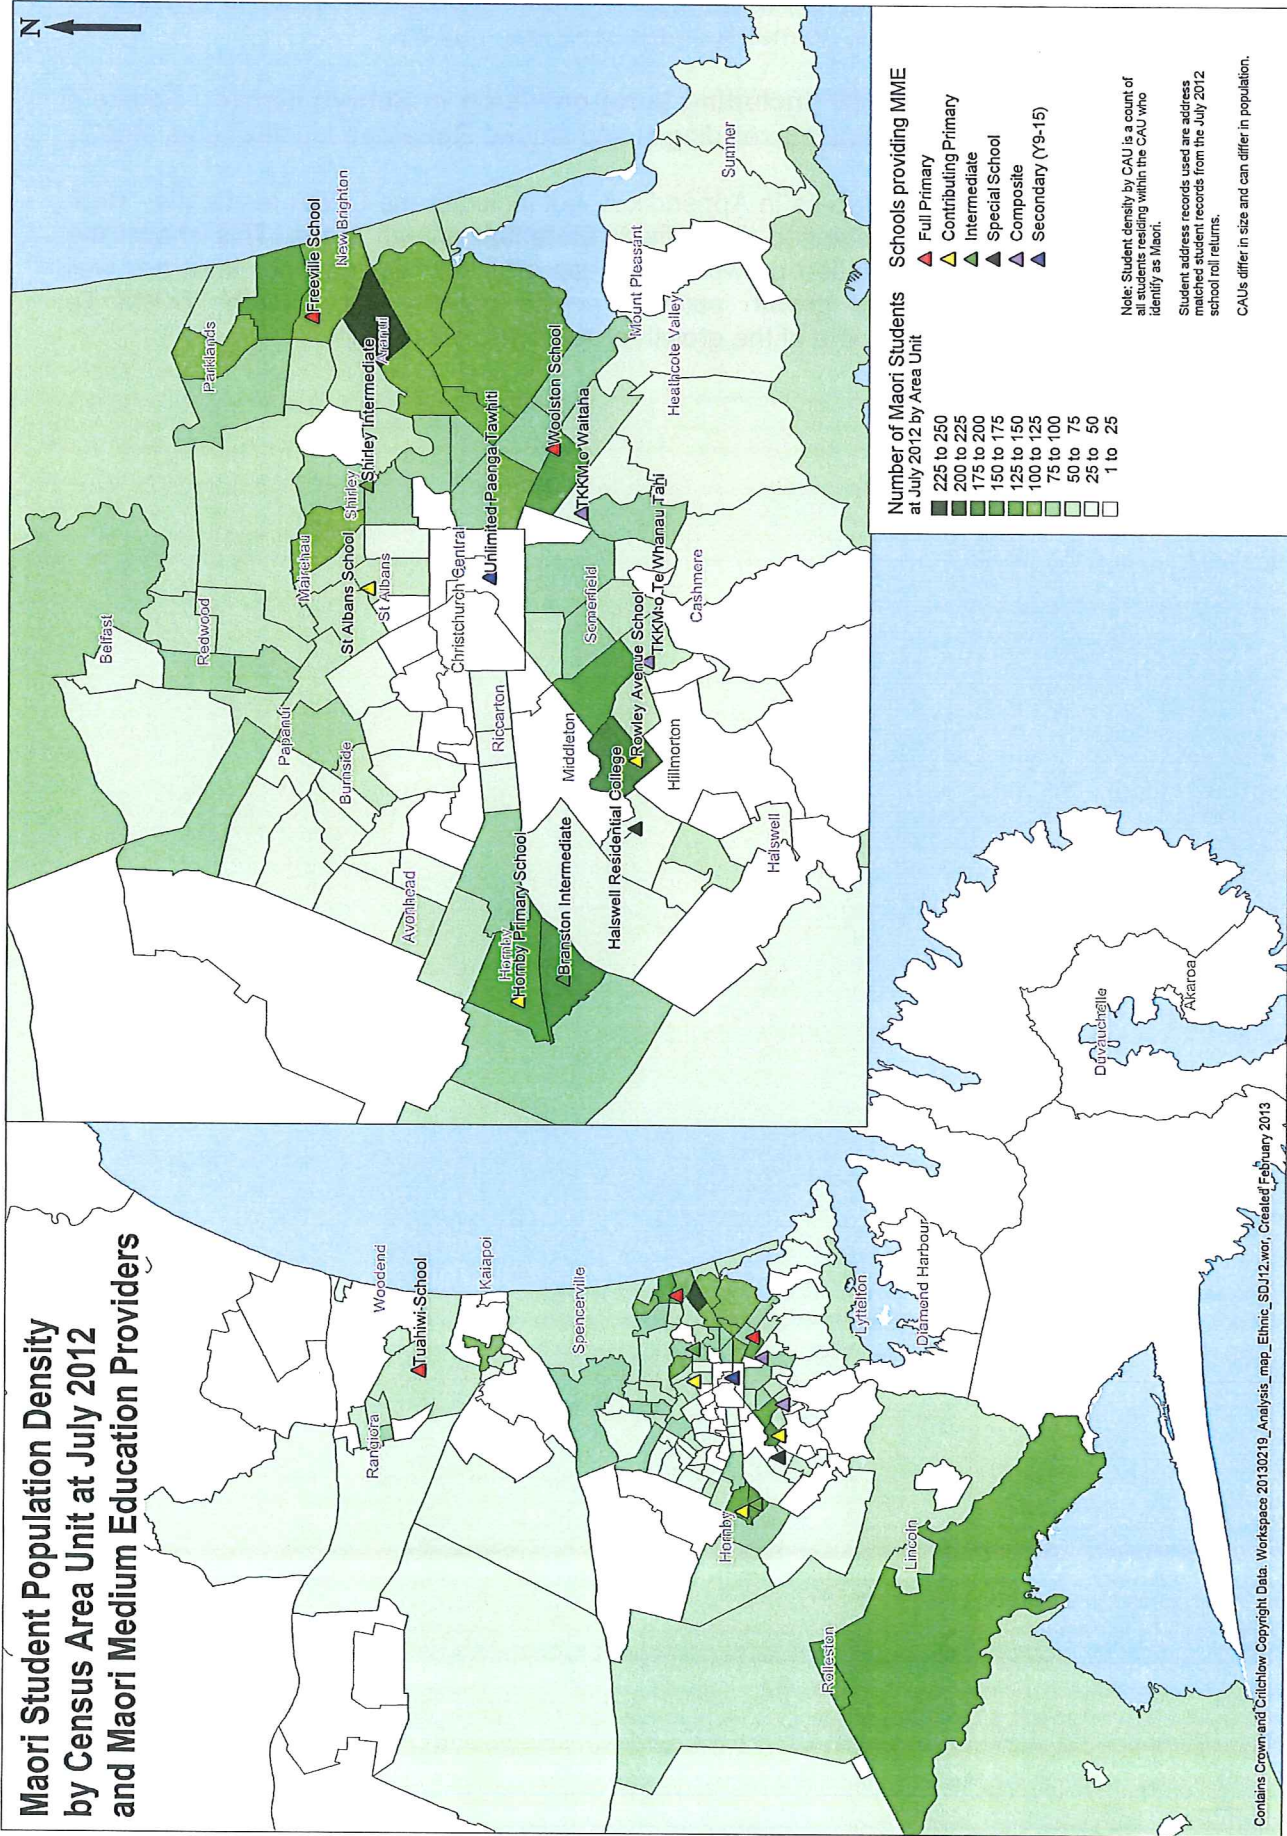 Maori Student Population Density
by Census Area Unit at July 2012
and Maori Medium Education Providers
N
Woodend
Tuahiwi School
Rangiora
Kaiapoi
Spencerville
Hornby
Lyttelton
Diamond Harbour
Lincoln
Rolleston
Duvauchelle
Akaroa
Belfast
Parklands
Redwood
Mairehau
Freeville School
New Brighton
Papanui
Burnside
St Albans School
St Albans
Shirley
Shirley Intermediate
Aranui
Avonhead
Christchurch Central
Unlimited Paenga Tawhiti
Riccarton
Hornby
Hornby Primary School
Branston Intermediate
Middleton
Woolston School
TKKM o Waitaha
Somerfield
Halswell Residential College
Rowley Avenue School
TKKM o Te Whanau Tahi
Hillmorton
Cashmere
Mount Pleasant
Heathcote Valley
Sumner
Halswell
Number of Maori Students
at July 2012 by Area Unit
225 to 250
200 to 225
175 to 200
150 to 175
125 to 150
100 to 125
75 to 100
50 to 75
25 to 50
1 to 25
Schools providing MME
Full Primary
Contributing Primary
Intermediate
Special School
Composite
Secondary (Y9-15)
Note: Student density by CAU is a count of
all students residing within the CAU who
identify as Maori.
Student address records used are address
matched student records from the July 2012
school roll returns.
CAUs differ in size and can differ in population.
Contains Crown and Critchlow Copyright Data. Workspace 20130219_Analysis_map_Ethnic_SDJ12.wor, Created February 2013